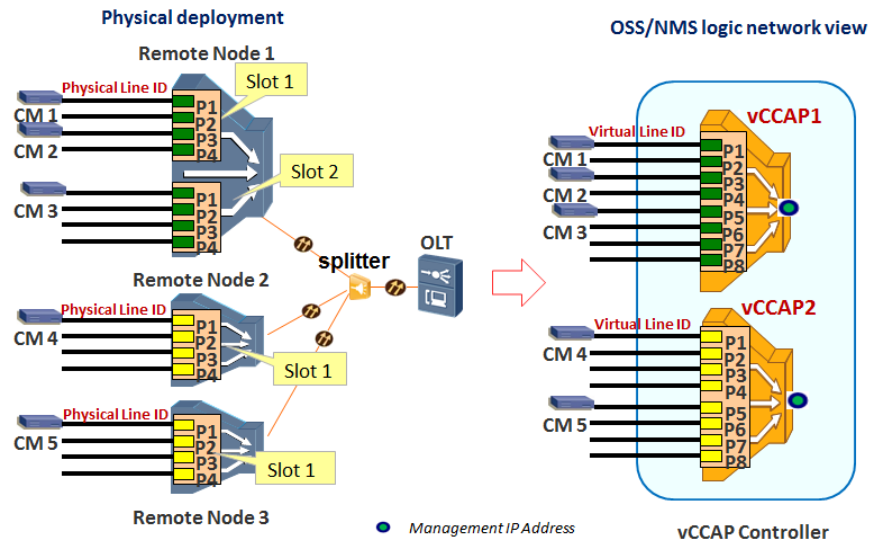 Physical deployment
OSS/NMS logic network view
Remote Node 1
Physical Line ID
Slot 1
CM 1
CM 2
P1
P2
P3
P4
Slot 2
CM 3
P1
P2
P3
P4
Remote Node 2
Physical Line ID
CM 4
P1
P2
P3
P4
Slot 1
Physical Line ID
CM 5
P1
P2
P3
P4
Slot 1
Remote Node 3
splitter
OLT
vCCAP1
Virtual Line ID
CM 1
CM 2
CM 3
P1
P2
P3
P4
P5
P6
P7
P8
vCCAP2
Virtual Line ID
CM 4
CM 5
P1
P2
P3
P4
P5
P6
P7
P8
Management IP Address
vCCAP Controller